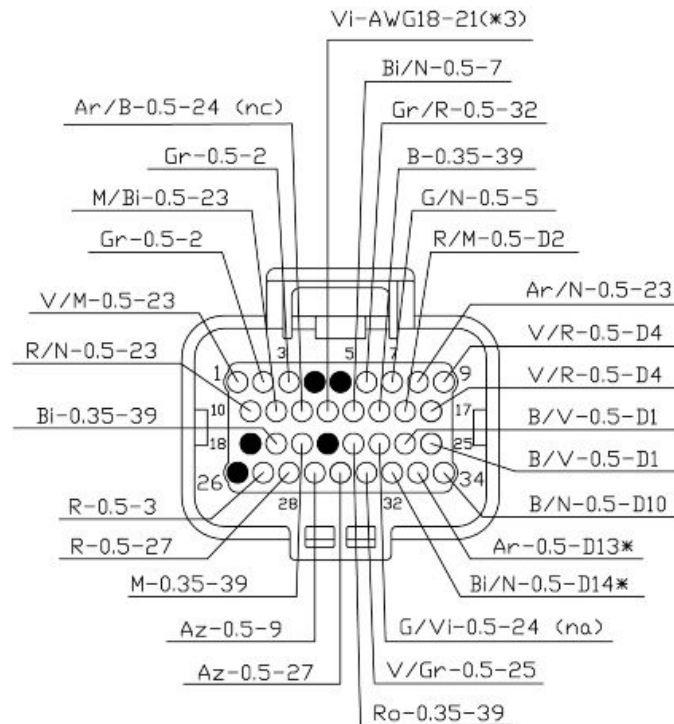 Vi-AWG18-21(*3)
Bi/N-0.5-7
Ar/B-0.5-24 (nc)
Gr/R-0.5-32
Gr-0.5-2
B-0.35-39
M/Bi-0.5-23
G/N-0.5-5
Gr-0.5-2
R/M-0.5-D2
V/M-0.5-23
Ar/N-0.5-23
R/N-0.5-23
V/R-0.5-D4
3 5 7
1 9
V/R-0.5-D4
10 17
Bi-0.35-39
B/V-0.5-D1
18 25
B/V-0.5-D1
26 34
28 32
R-0.5-3
B/N-0.5-D10
R-0.5-27
Ar-0.5-D13*
M-0.35-39
Bi/N-0.5-D14*
Az-0.5-9
G/Vi-0.5-24 (na)
Az-0.5-27
V/Gr-0.5-25
Ro-0.35-39